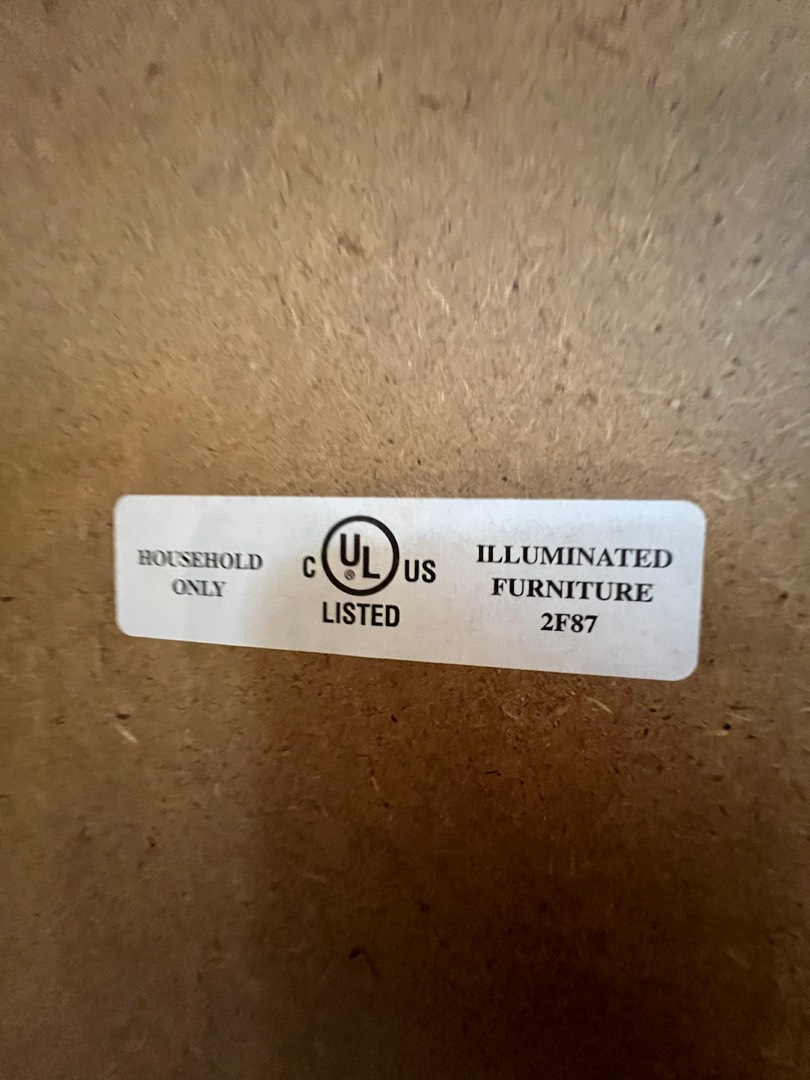 HOUSEHOLD
ONLY
C UL® US
LISTED
ILLUMINATED
FURNITURE
2F87